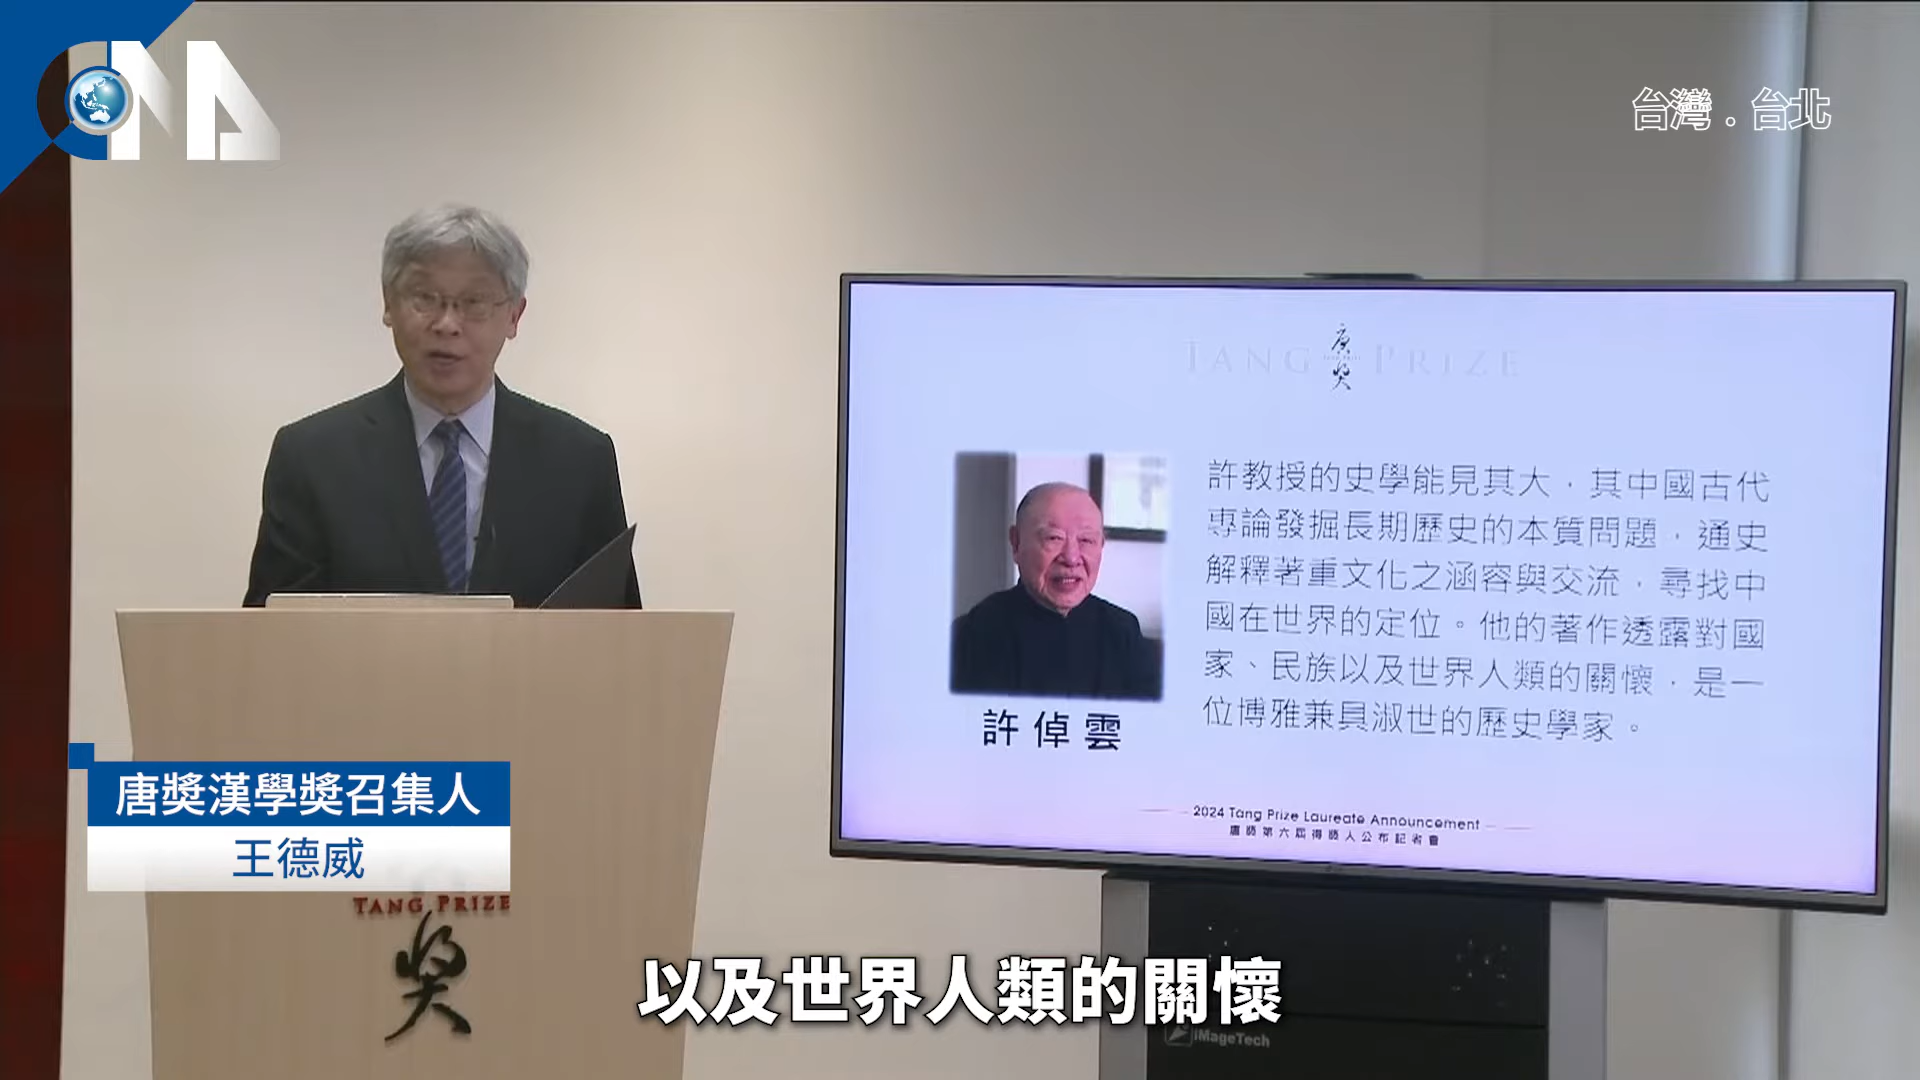 CNA
台灣．台北
TANG PRIZE
唐獎
許教授的史學能見其大，其中國古代
專論發掘長期歷史的本質問題，通史
解釋著重文化之涵容與交流，尋找中
國在世界的定位。他的著作透露對國
家、民族以及世界人類的關懷，是一
位博雅兼具淑世的歷史學家。
許倬雲
2024 Tang Prize Laureate Announcement
唐獎第六屆得獎人公布記者會
唐獎漢學獎召集人
王德威
TANG PRIZE
獎
以及世界人類的關懷
iMageTech